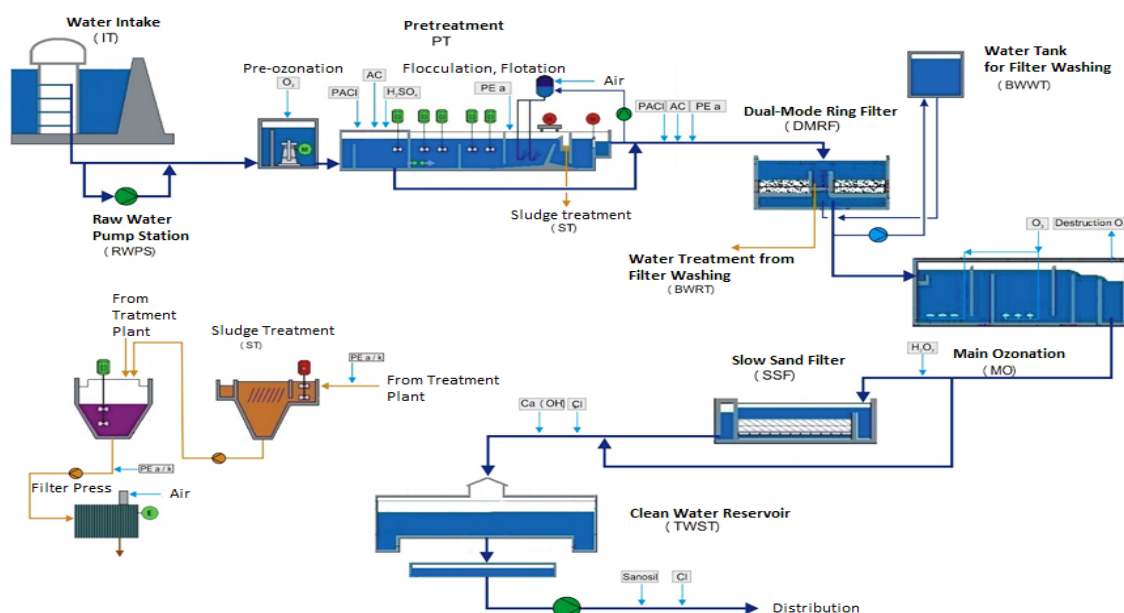 Water Intake
( IT )
Pretreatment
PT
Pre-ozonation
O₃
PACl
AC
H₂SO₄
Flocculation, Flotation
PE a
Air
PACl
AC
PE a
Water Tank
for Filter Washing
( BWWT )
Dual-Mode Ring Filter
( DMRF )
M
M
M
Raw Water
Pump Station
( RWPS )
Sludge treatment
( ST )
Water Treatment from
Filter Washing
( BWRT )
O₃
Destruction O
From
Tratment
Plant
Sludge Treatment
(ST)
PE a / k
From Treatment
Plant
H₂O₂
Main Ozonation
( MO )
Slow Sand Filter
( SSF )
Ca (OH)
Cl
PE a / k
Filter Press
Air
E
Clean Water Reservoir
( TWST )
Sanosil
Cl
Distribution